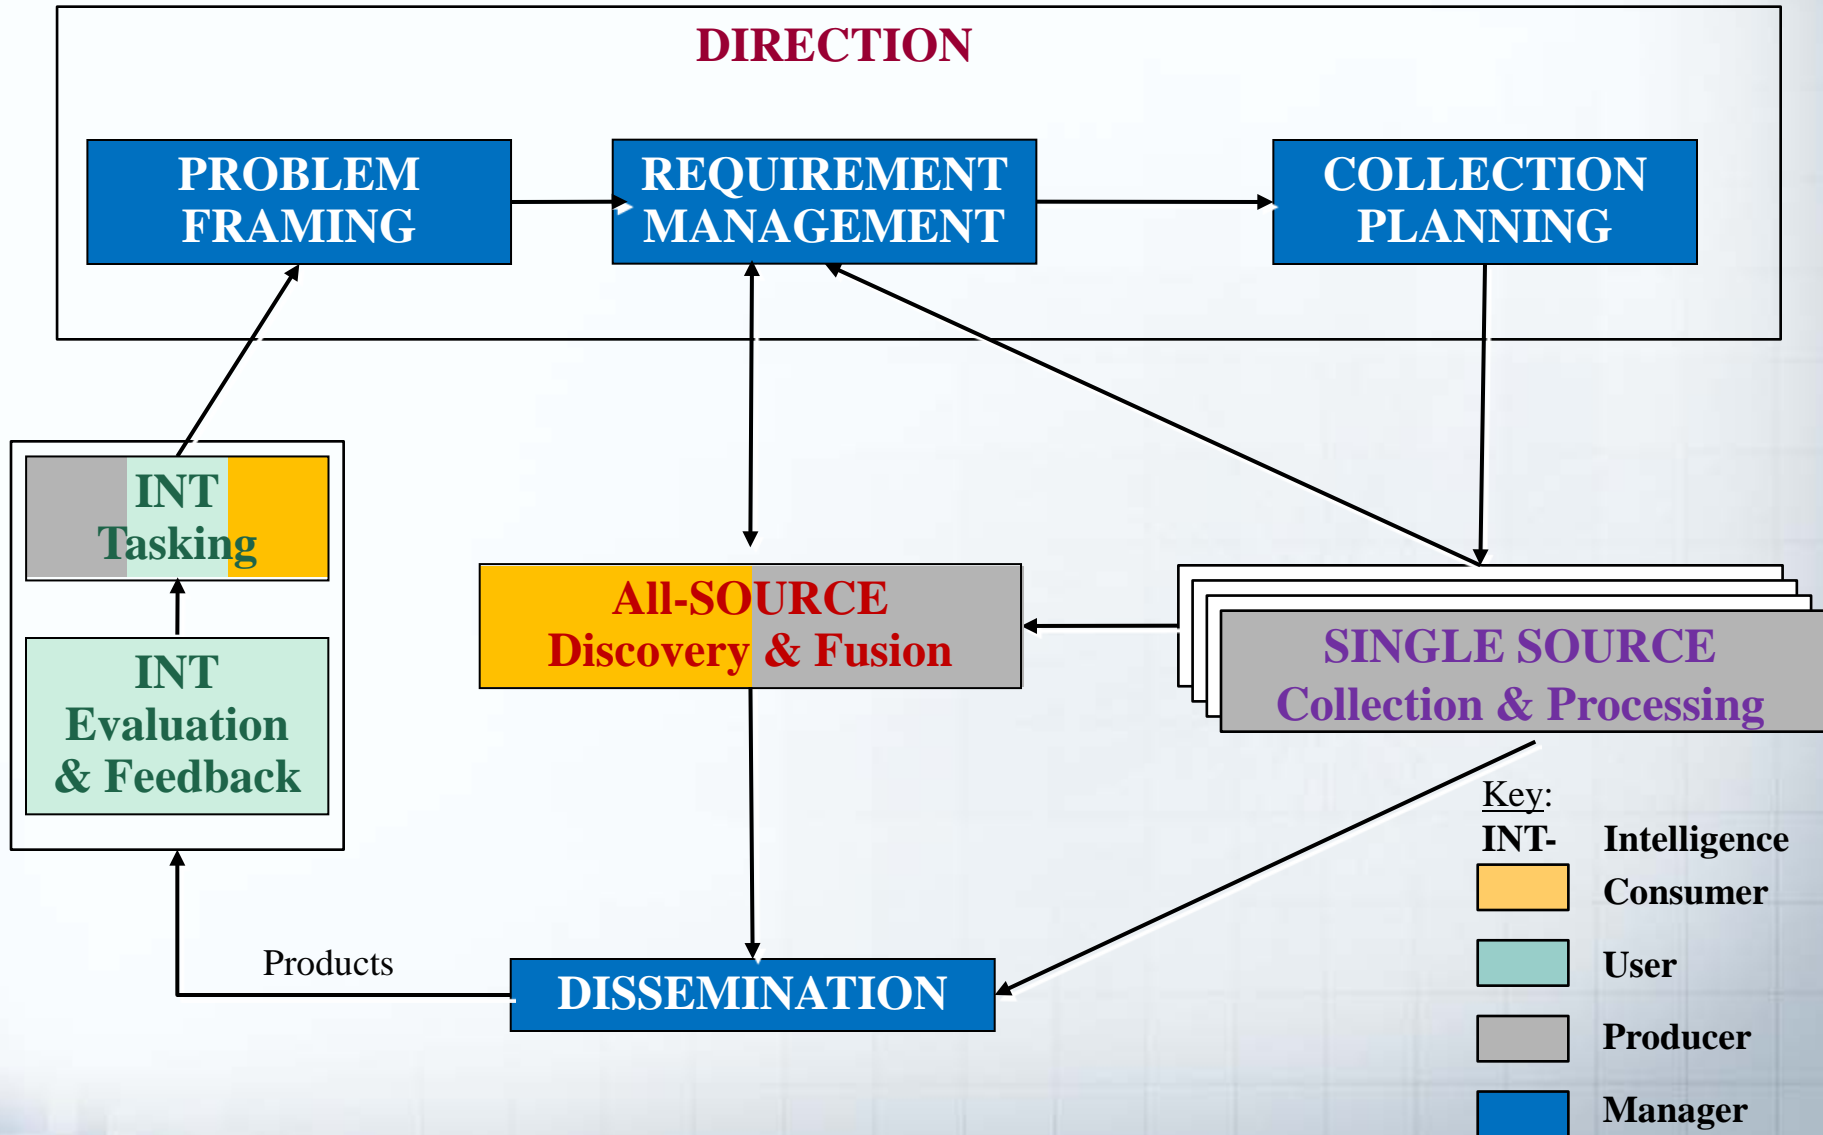 DIRECTION
PROBLEM
FRAMING
REQUIREMENT
MANAGEMENT
COLLECTION
PLANNING
INT
Tasking
INT
Evaluation
& Feedback
All-SOURCE
Discovery & Fusion
SINGLE SOURCE
Collection & Processing
Products
DISSEMINATION
Key:
INT- Intelligence
Consumer
User
Producer
Manager